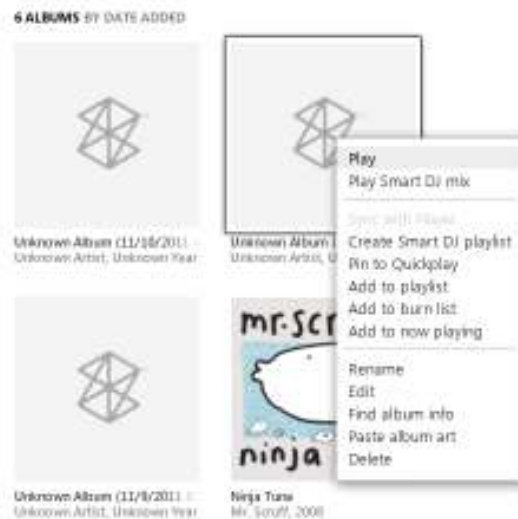 6 ALBUMS BY DATE ADDED
Unknown Album (11/10/2011
Unknown Artist, Unknown Year
Unknown Album
Unknown Artist, U
Play
Play Smart DJ mix
Sync with Player
Create Smart DJ playlist
Pin to Quickplay
Add to playlist
Add to burn list
Add to now playing
Rename
Edit
Find album info
Paste album art
Delete
mr.scr
ninja
Unknown Album (11/9/2011
Unknown Artist, Unknown Year
Ninja Tuna
Mr. Scruff, 2008